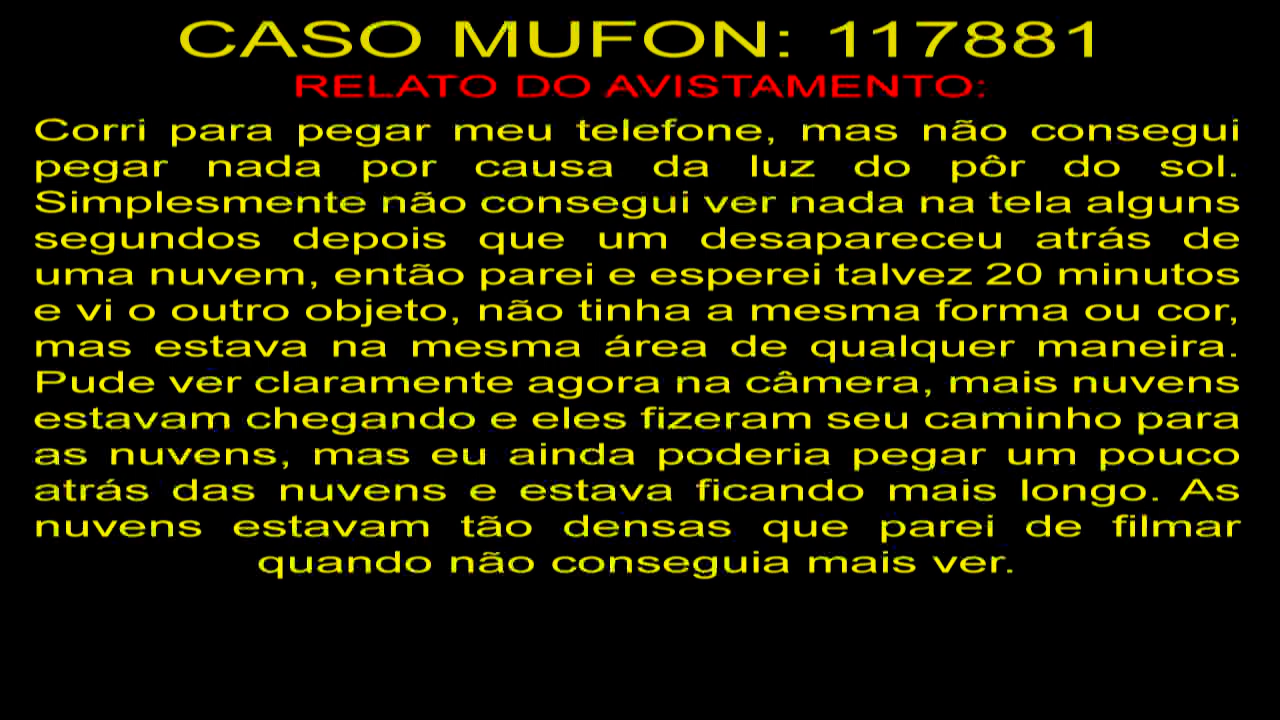 CASO MUFON: 117881
RELATO DO AVISTAMENTO:
Corri para pegar meu telefone, mas não consegui
pegar nada por causa da luz do pôr do sol.
Simplesmente não consegui ver nada na tela alguns
segundos depois que um desapareceu atrás de
uma nuvem, então parei e esperei talvez 20 minutos
e vi o outro objeto, não tinha a mesma forma ou cor,
mas estava na mesma área de qualquer maneira.
Pude ver claramente agora na câmera, mais nuvens
estavam chegando e eles fizeram seu caminho para
as nuvens, mas eu ainda poderia pegar um pouco
atrás das nuvens e estava ficando mais longo. As
nuvens estavam tão densas que parei de filmar
quando não conseguia mais ver.